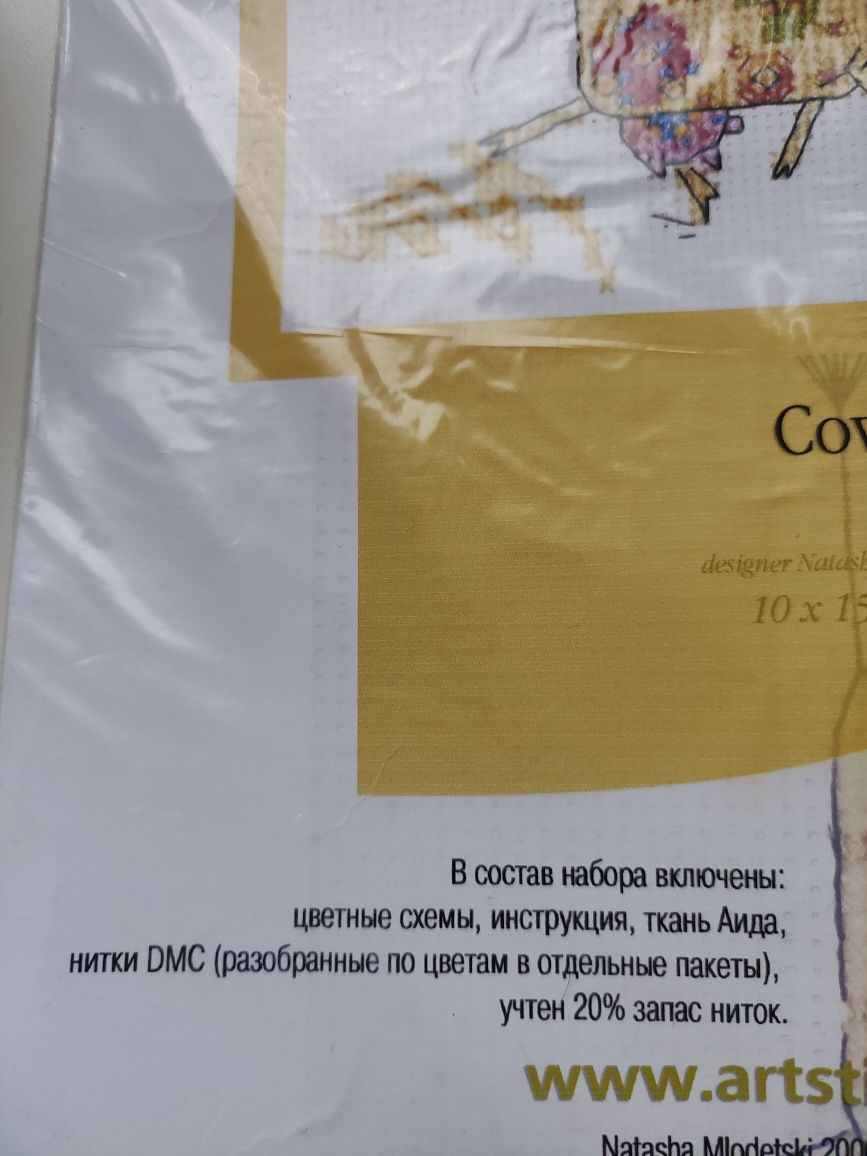 Cow
designer Natash
10 x 15
В состав набора включены:
цветные схемы, инструкция, ткань Аида,
нитки DMC (разобранные по цветам в отдельные пакеты),
учтен 20% запас ниток.
www.artsti
Natasha Mlodetski 200